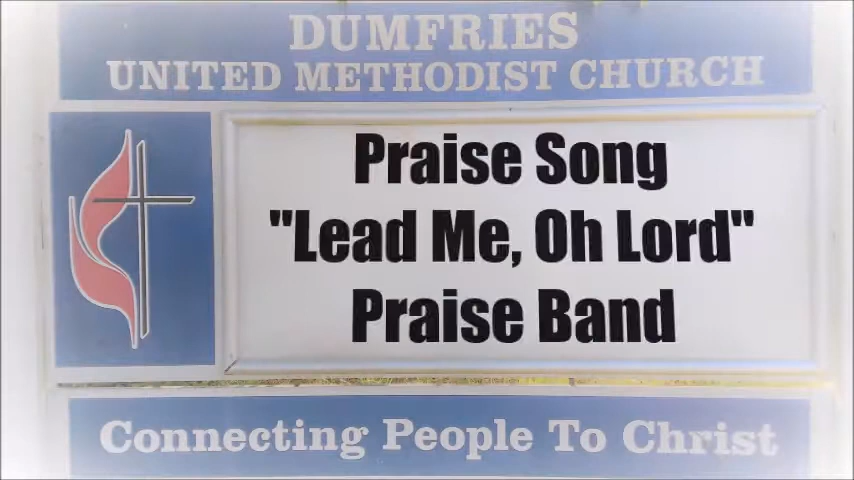 DUMFRIES
UNITED METHODIST CHURCH
Praise Song
"Lead Me, Oh Lord"
Praise Band
Connecting People To Christ